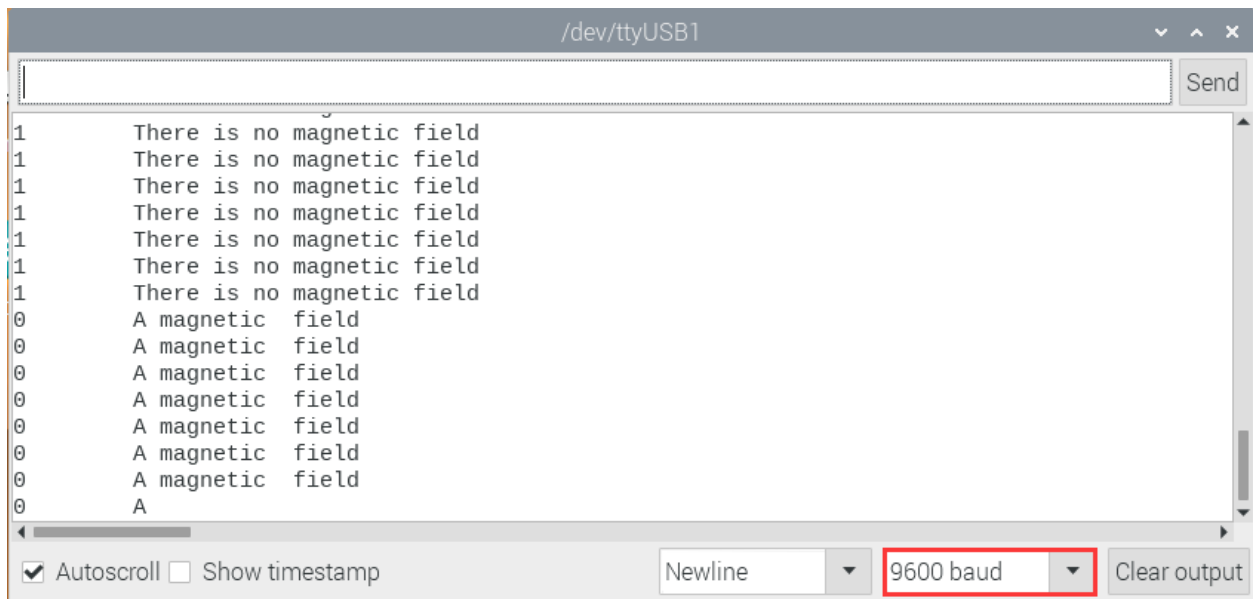 /dev/ttyUSB1
Send
1 There is no magnetic field
1 There is no magnetic field
1 There is no magnetic field
1 There is no magnetic field
1 There is no magnetic field
1 There is no magnetic field
1 There is no magnetic field
0 A magnetic  field
0 A magnetic  field
0 A magnetic  field
0 A magnetic  field
0 A magnetic  field
0 A magnetic  field
0 A magnetic  field
0 A
Autoscroll Show timestamp Newline 9600 baud Clear output